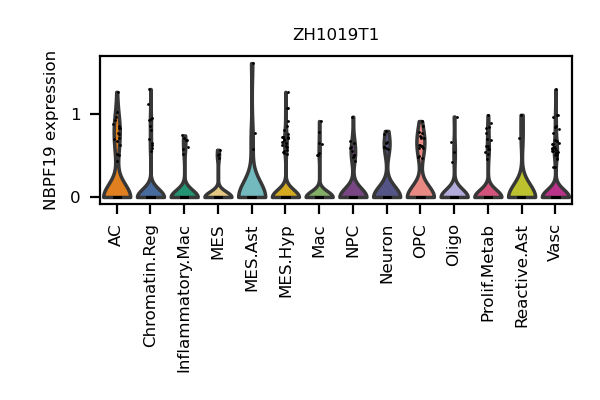 ZH1019T1
NBPF19 expression
1
0
AC
Chromatin.Reg
Inflammatory.Mac
MES
MES.Ast
MES.Hyp
Mac
NPC
Neuron
OPC
Oligo
Prolif.Metab
Reactive.Ast
Vasc